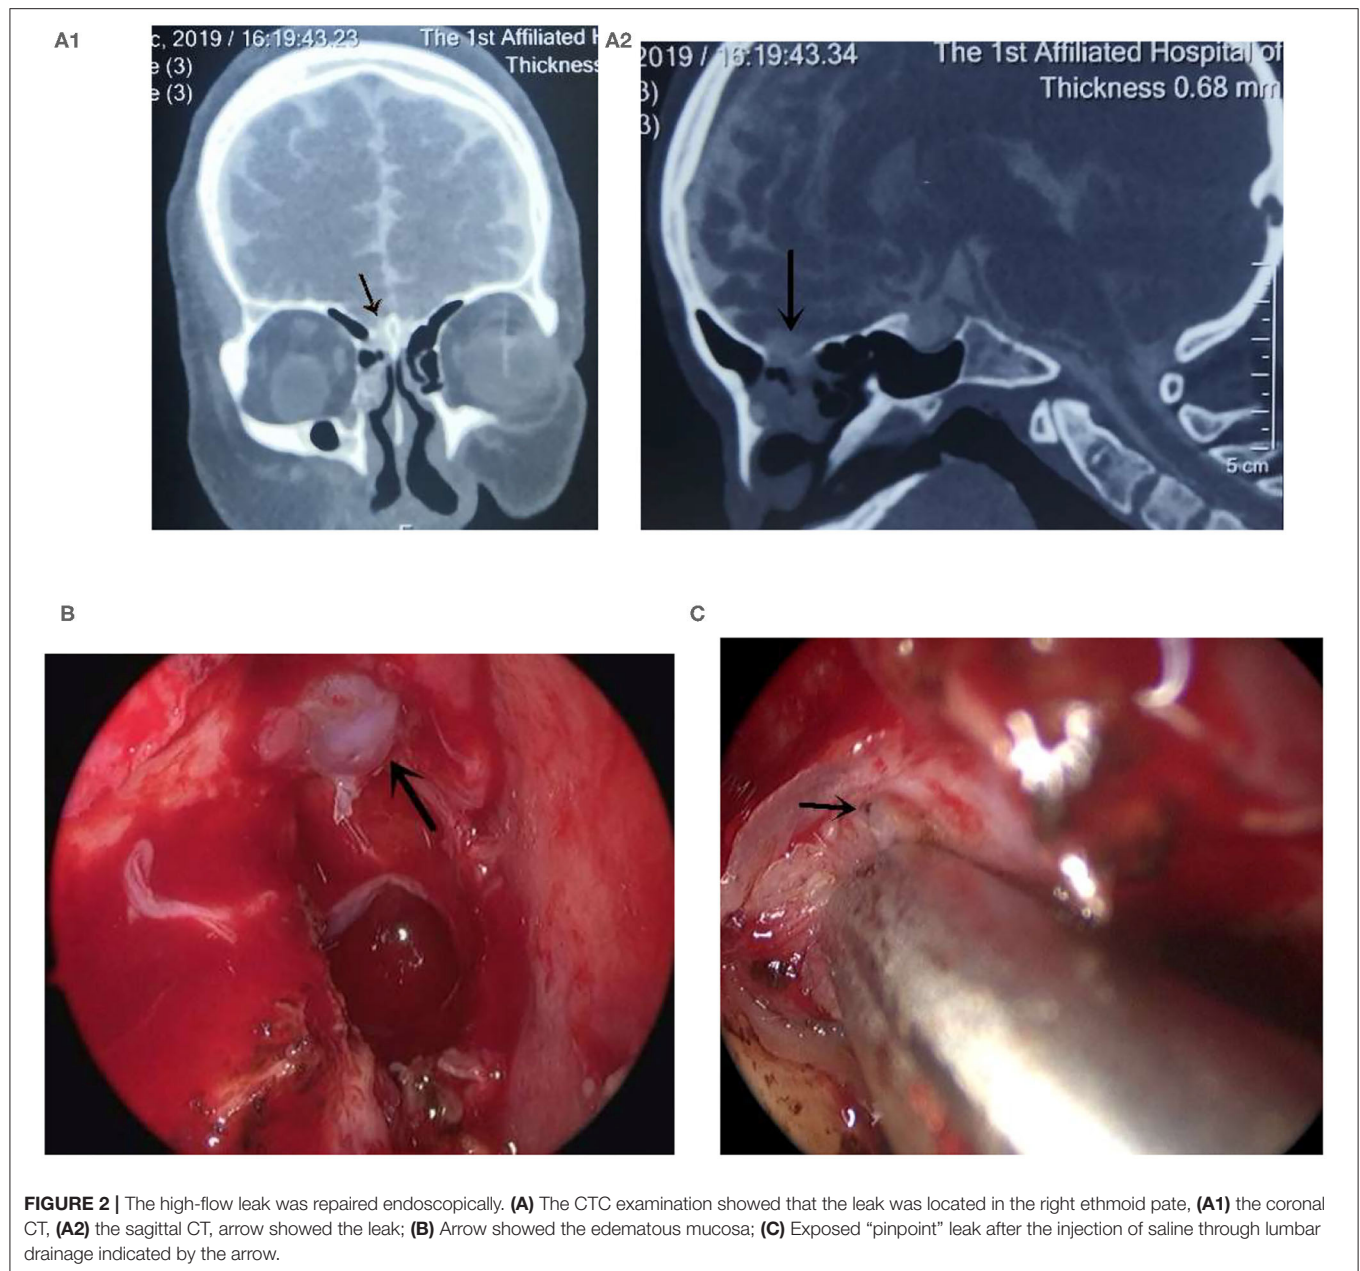 A1
c, 2019 / 16:19:43.23
The 1st Affiliated H
e (3)
Thickness
e (3)
A2
2019 / 16:19:43.34
The 1st Affiliated Hospital of
3)
Thickness 0.68 mm
3)
5 cm
B
C
FIGURE 2 | The high-flow leak was repaired endoscopically. (A) The CTC examination showed that the leak was located in the right ethmoid pate, (A1) the coronal
CT, (A2) the sagittal CT, arrow showed the leak; (B) Arrow showed the edematous mucosa; (C) Exposed “pinpoint” leak after the injection of saline through lumbar
drainage indicated by the arrow.